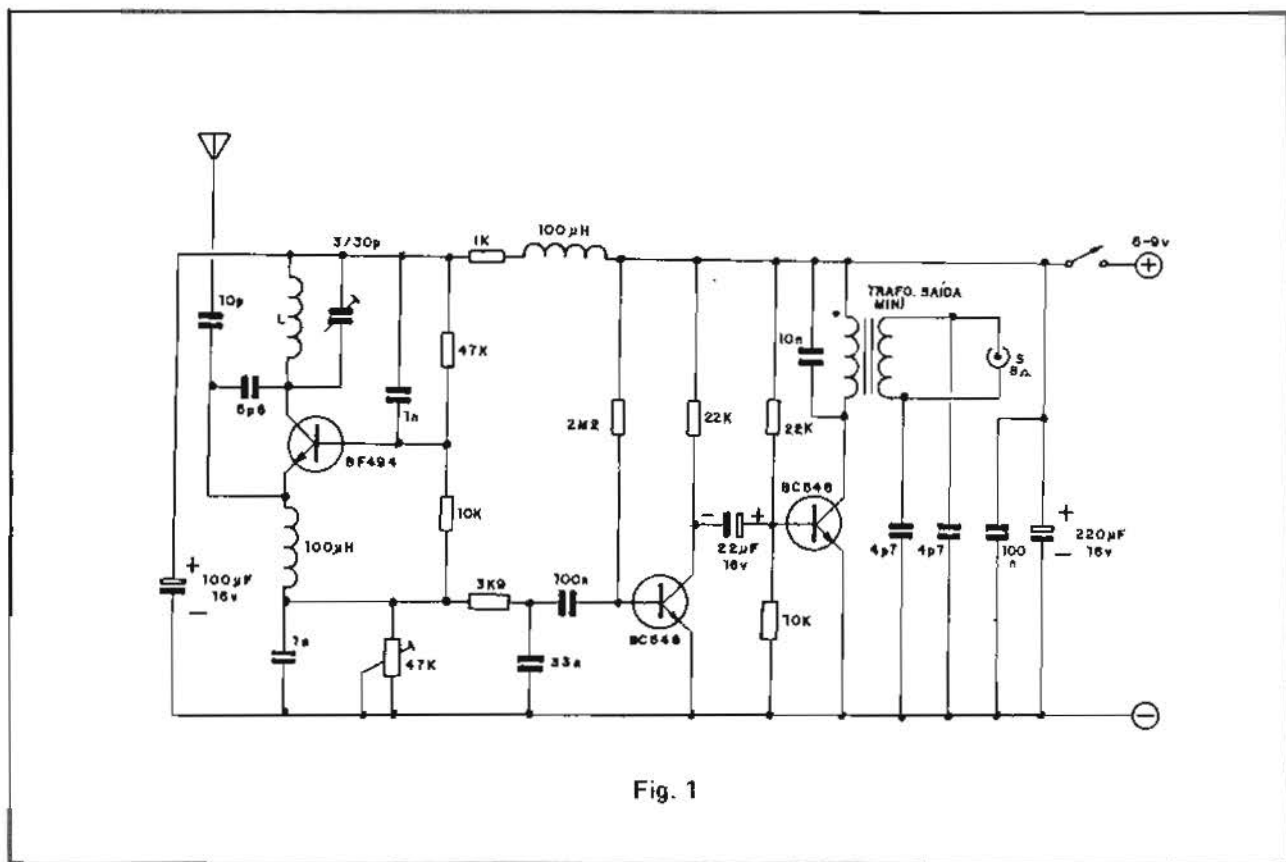 3/30p
1K
100µH
6-9v
+
10p
L
47K
10n
TRAFO. SAÍDA
MINI
S
8Ω
5p6
1n
2M2
22K
22K
BF494
BC548
10K
- 22µF +
16v
4p7
4p7
100
n
+
220µF
-
16v
100µH
+
100µF
-
16v
3K9
100n
BC548
10K
1n
47K
33n
-
Fig. 1